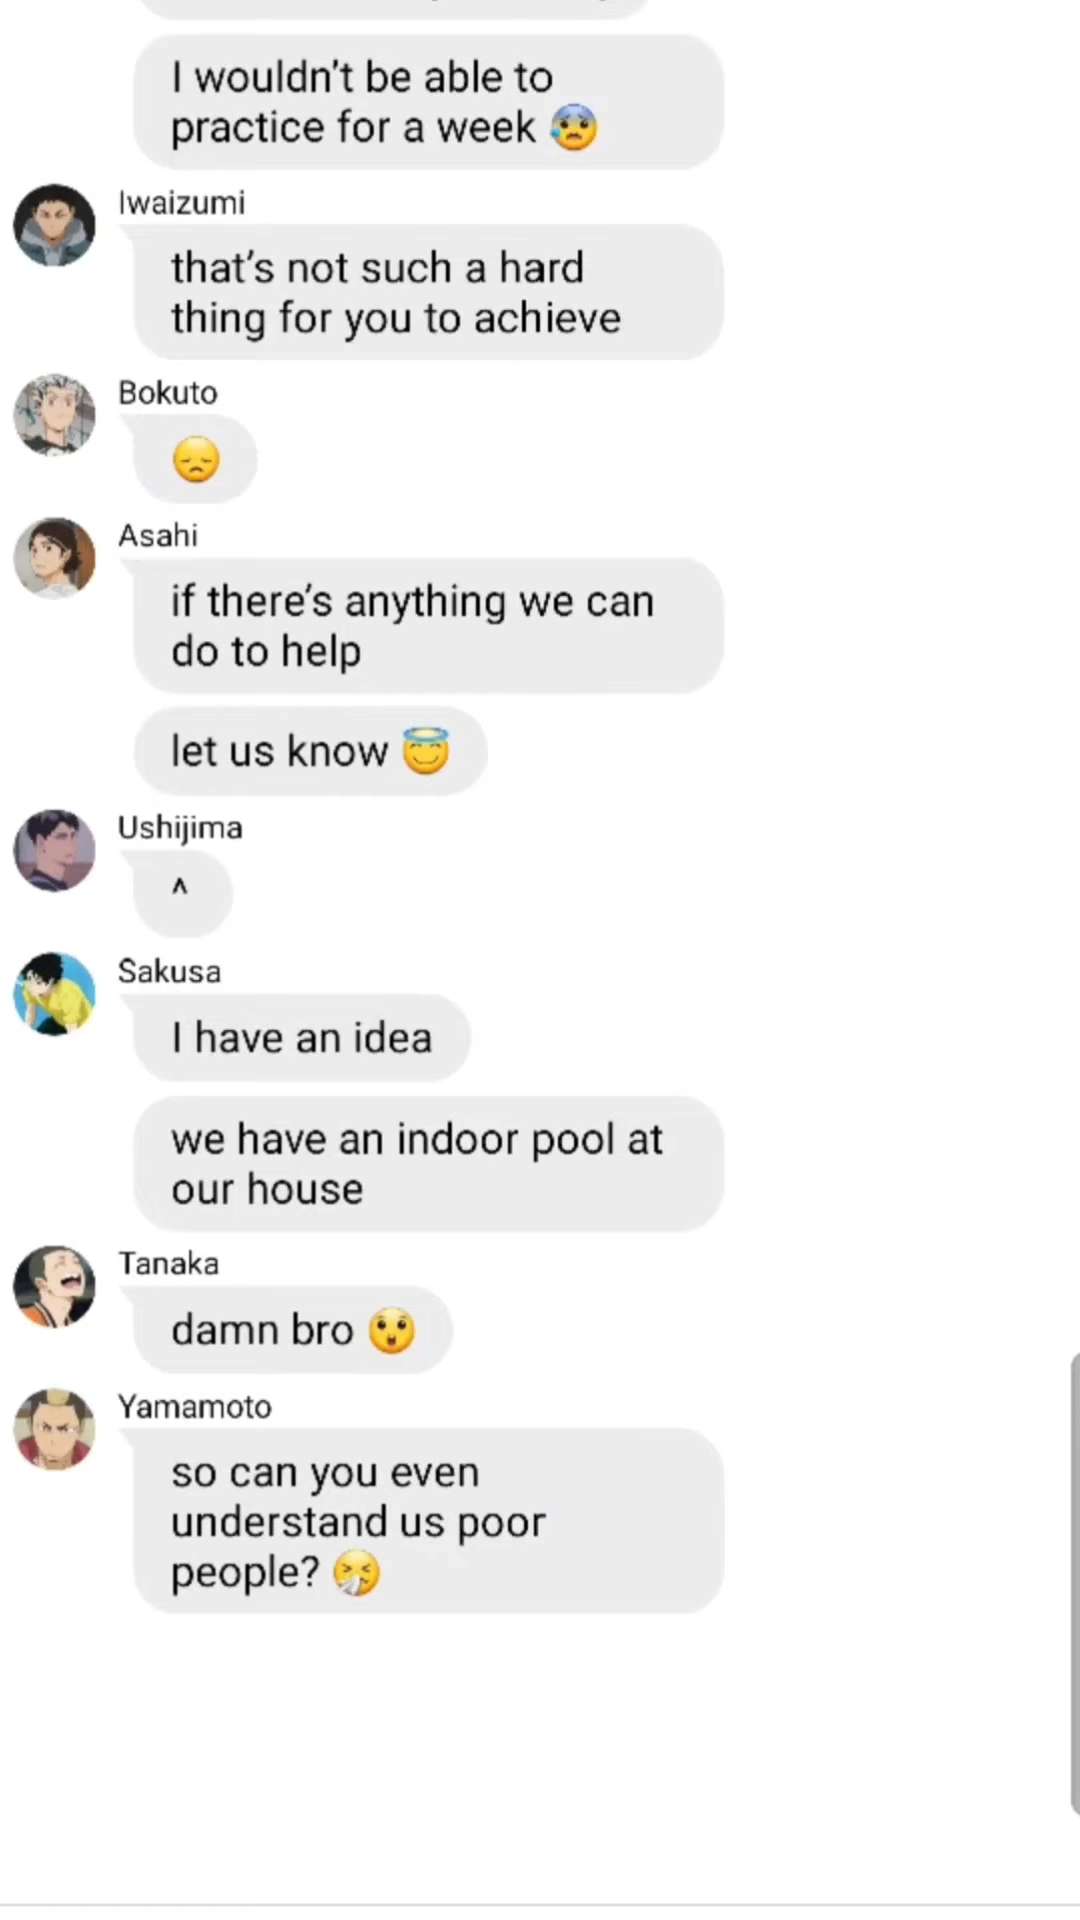 I wouldn't be able to
practice for a week 😰
Iwaizumi
that's not such a hard
thing for you to achieve
Bokuto
😞
Asahi
if there's anything we can
do to help
let us know 😇
Ushijima
^
Sakusa
I have an idea
we have an indoor pool at
our house
Tanaka
damn bro 😲
Yamamoto
so can you even
understand us poor
people? 🤧